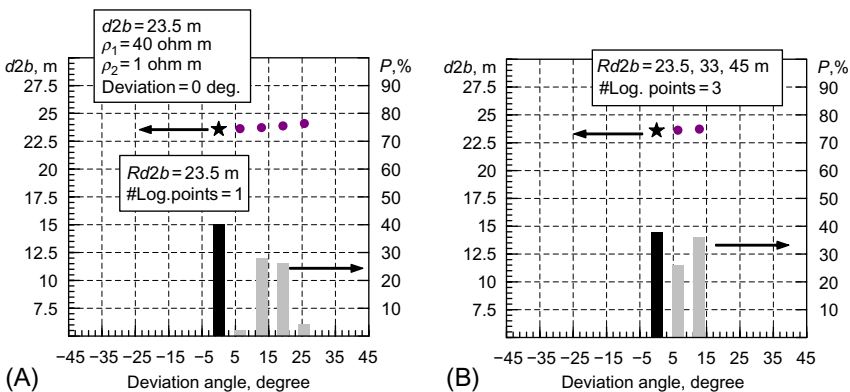 d2b = 23.5 m
ρ1 = 40 ohm m
ρ2 = 1 ohm m
Deviation = 0 deg.
d2b, m
P,%
30
27.5
25
22.5
20
17.5
15
12.5
10
7.5
90
80
70
60
50
40
30
20
10
Rd2b = 23.5 m
#Log.points = 1
−45 −35 −25 −15 −5 5 15 25 35 45
(A)
Deviation angle, degree
d2b, m
P,%
Rd2b = 23.5, 33, 45 m
#Log. points = 3
30
27.5
25
22.5
20
17.5
15
12.5
10
7.5
90
80
70
60
50
40
30
20
10
−45 −35 −25 −15 −5 5 15 25 35 45
(B)
Deviation angle, degree